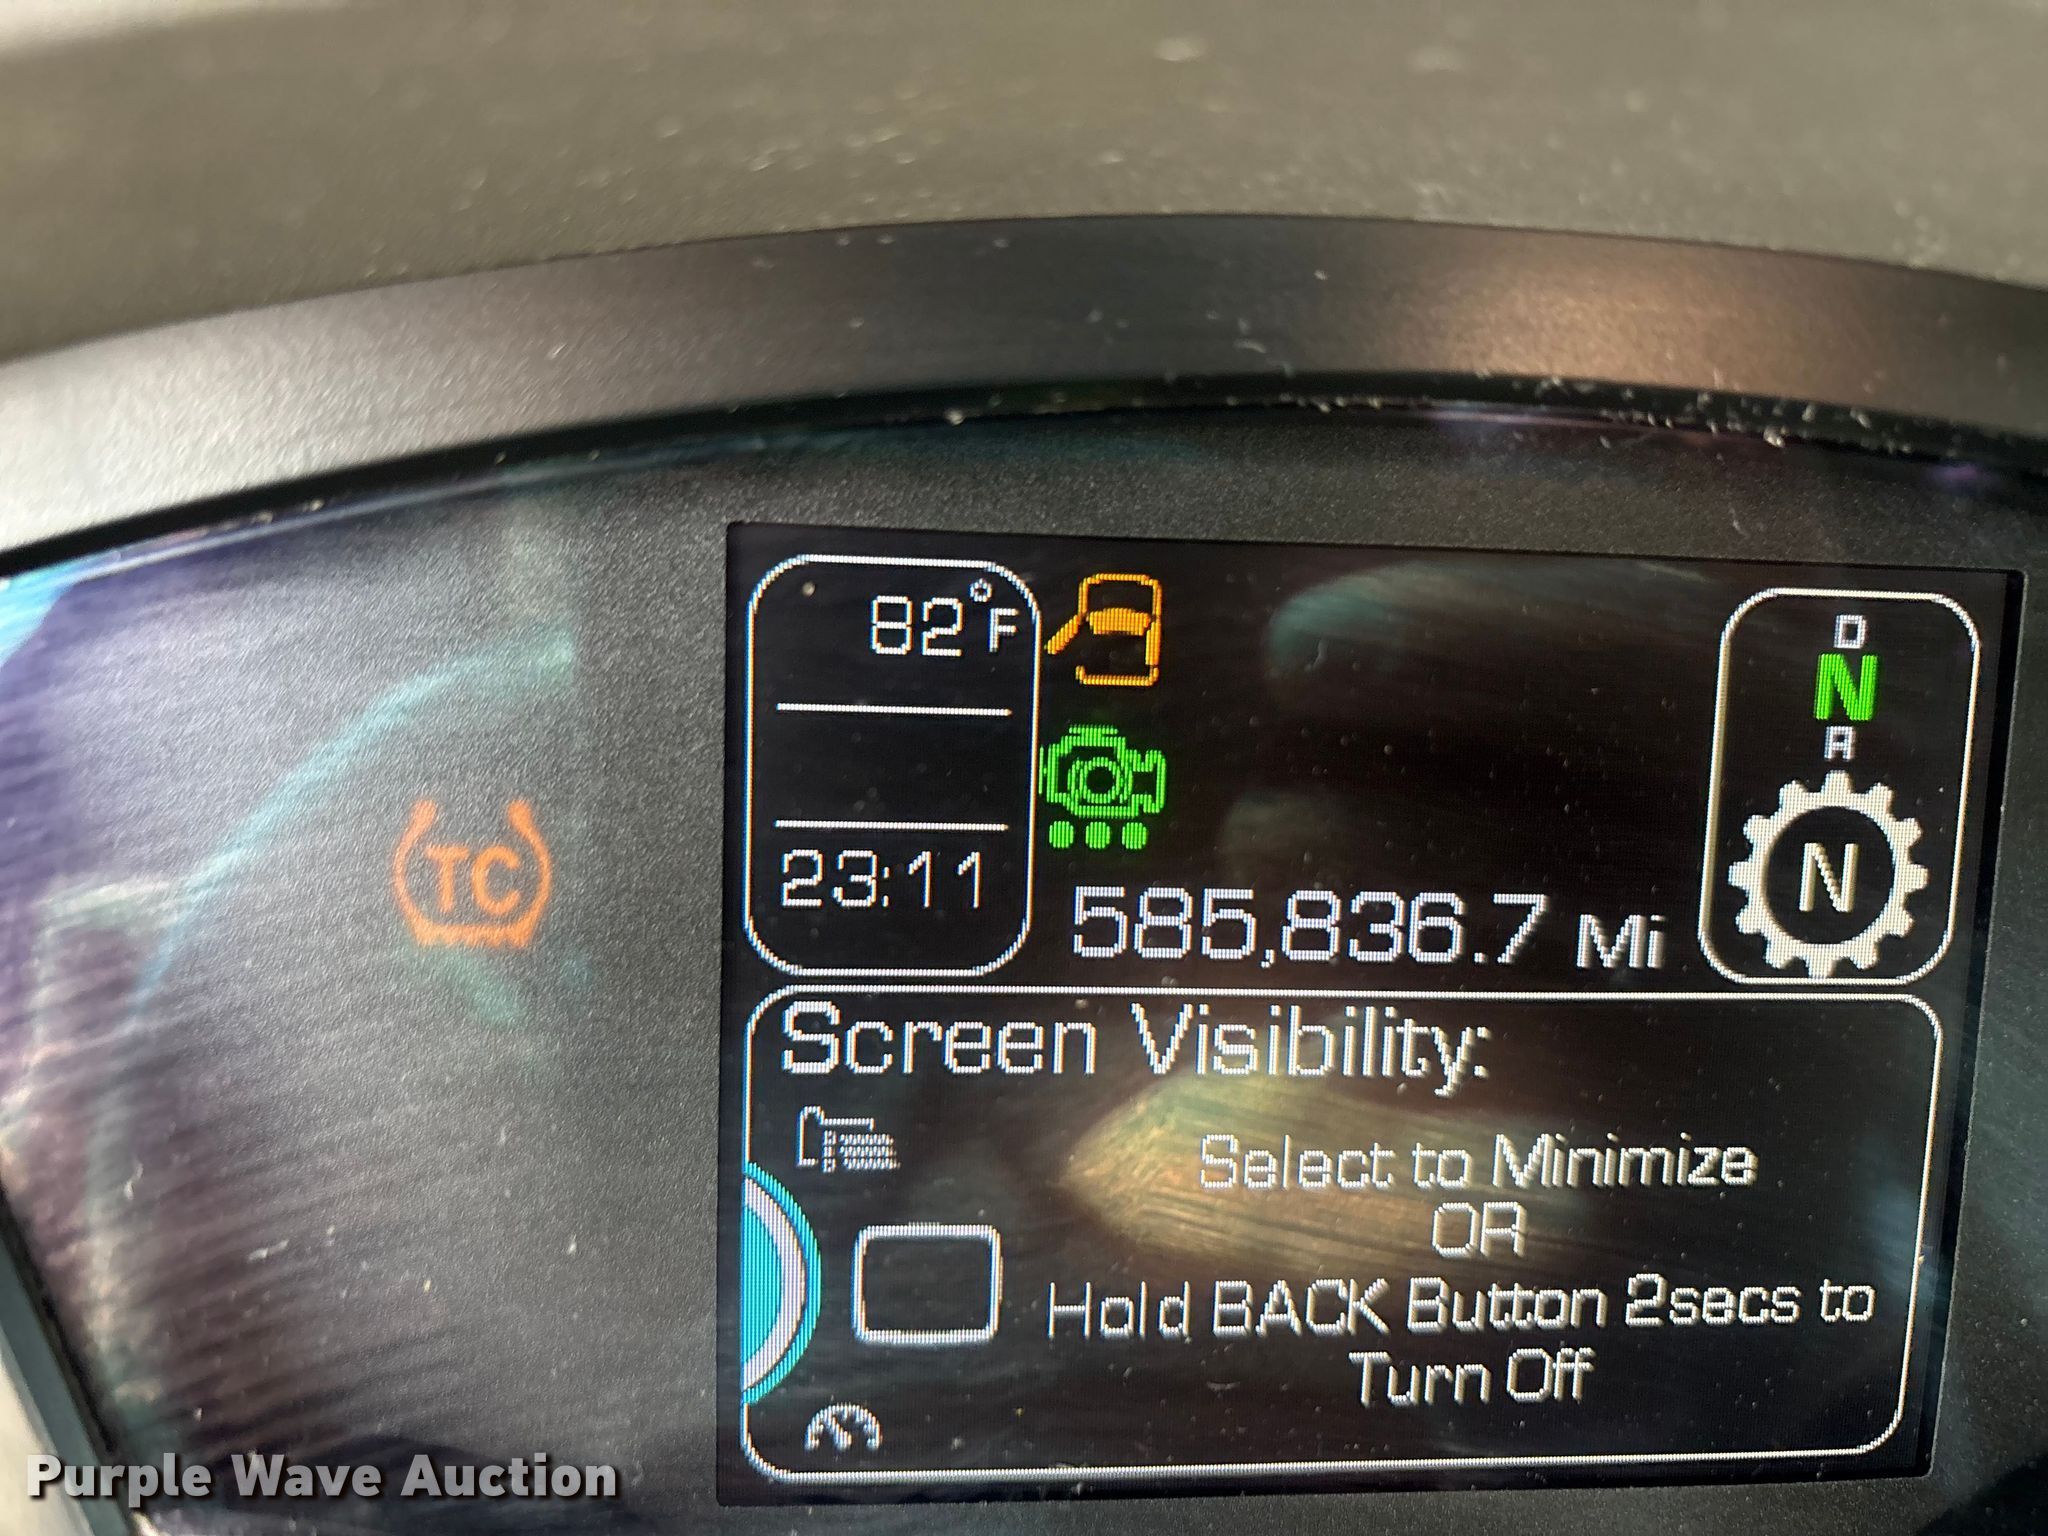 82°F
23:11
585,836.7 Mi
D
N
R
N
TC
Screen Visibility:
Select to Minimize
OR
Hold BACK Button 2secs to
Turn Off
Purple Wave Auction